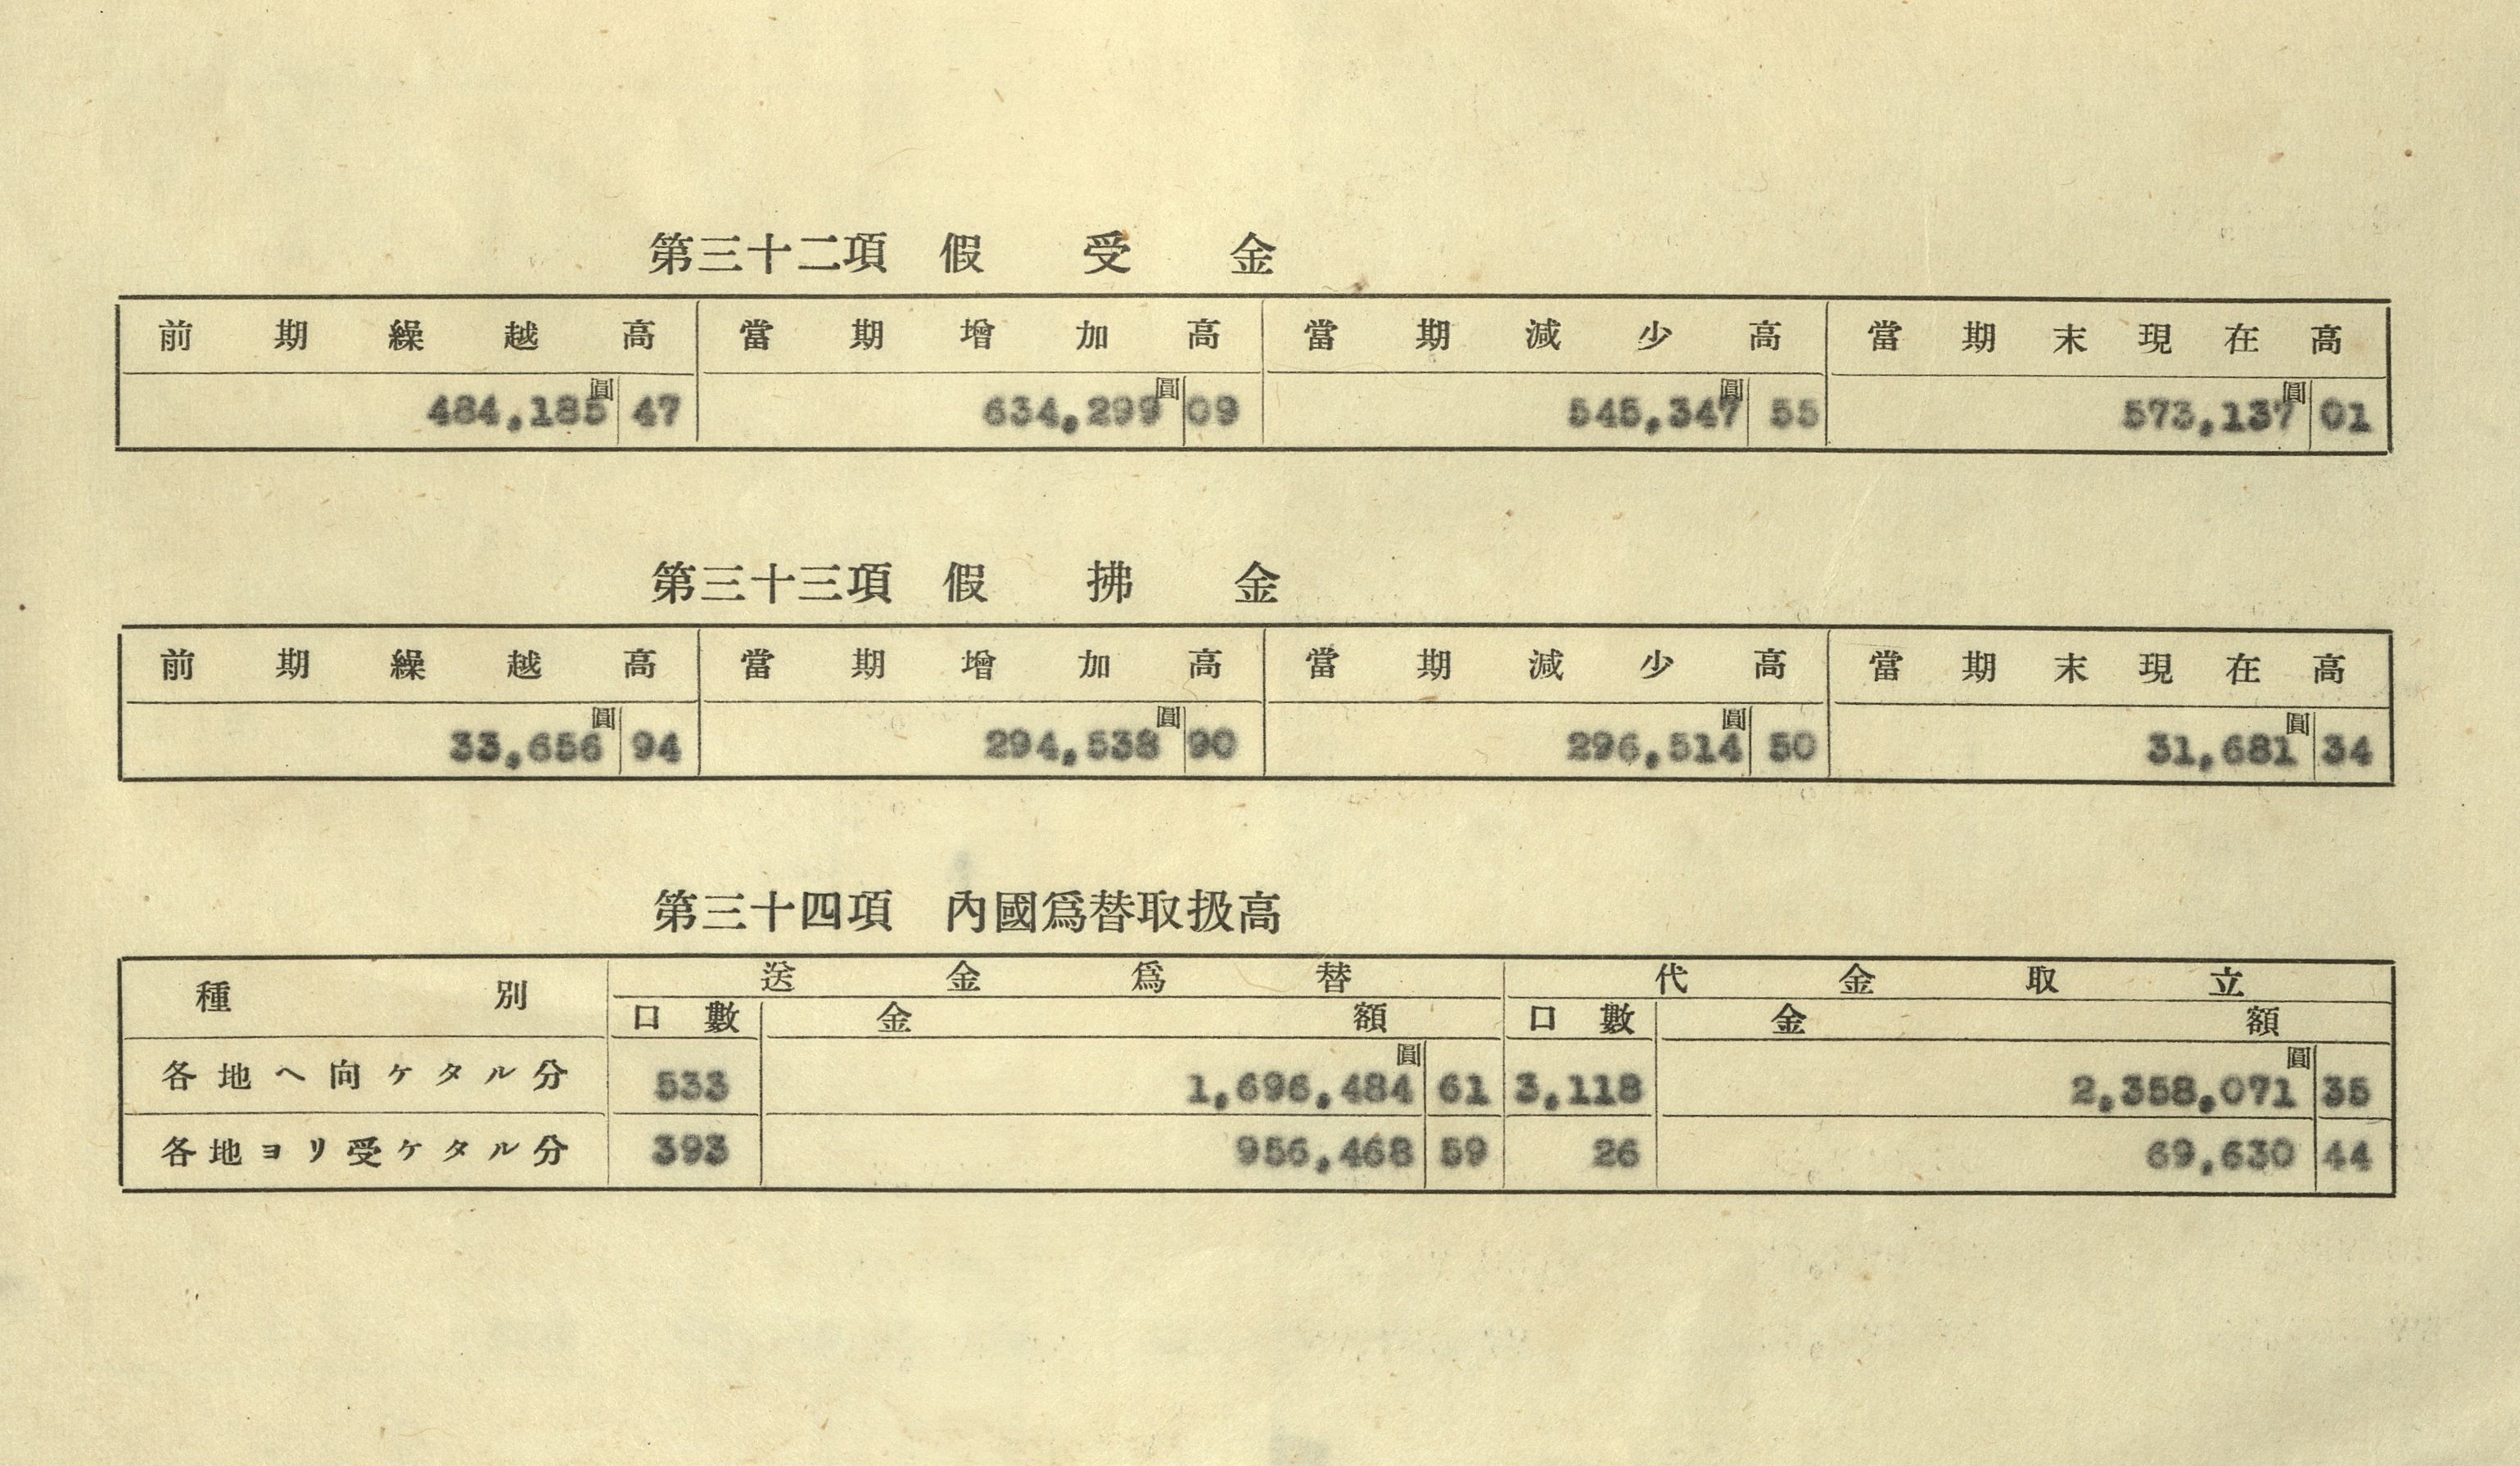 第三十二項 假受金
前期繰越高 當期增加高 當期減少高 當期末現在高
圓 圓 圓 圓
484,185 47 634,299 09 545,347 55 573,137 01
第三十三項 假拂金
前期繰越高 當期增加高 當期減少高 當期末現在高
圓 圓 圓 圓
33,656 94 294,538 90 296,514 50 31,681 34
第三十四項 內國爲替取扱高
種別 送金爲替 代金取立
口數 金額 口數 金額
圓 圓
各地ヘ向ケタル分 533 1,696,484 61 3,118 2,358,071 35
各地ヨリ受ケタル分 393 956,468 59 26 69,630 44